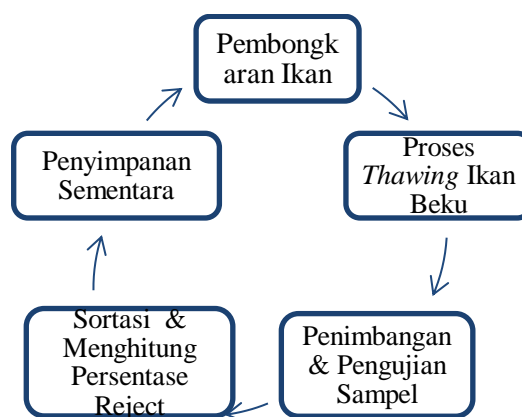 Pembongk
aran Ikan
Proses
Thawing Ikan
Beku
Penimbangan
& Pengujian
Sampel
Sortasi &
Menghitung
Persentase
Reject
Penyimpanan
Sementara